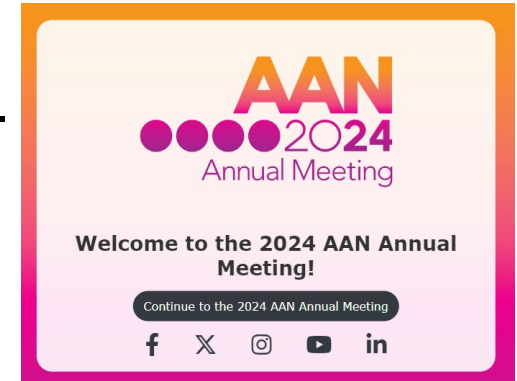 AAN
2024
Annual Meeting
Welcome to the 2024 AAN Annual
Meeting!
Continue to the 2024 AAN Annual Meeting